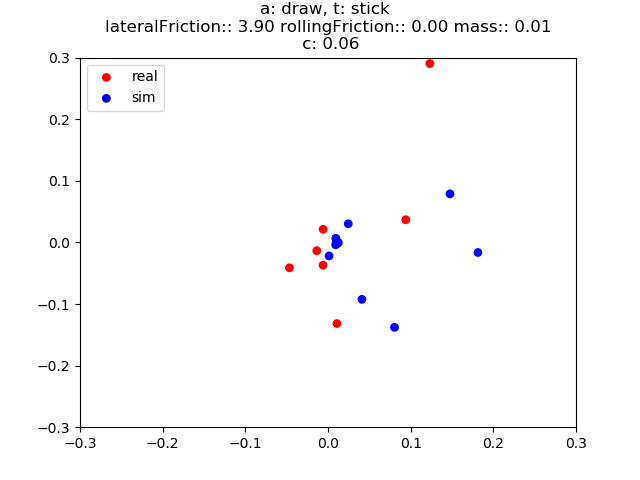 a: draw, t: stick
lateralFriction:: 3.90 rollingFriction:: 0.00 mass:: 0.01
c: 0.06
real
sim
0.3
0.2
0.1
0.0
−0.1
−0.2
−0.3
−0.3
−0.2
−0.1
0.0
0.1
0.2
0.3